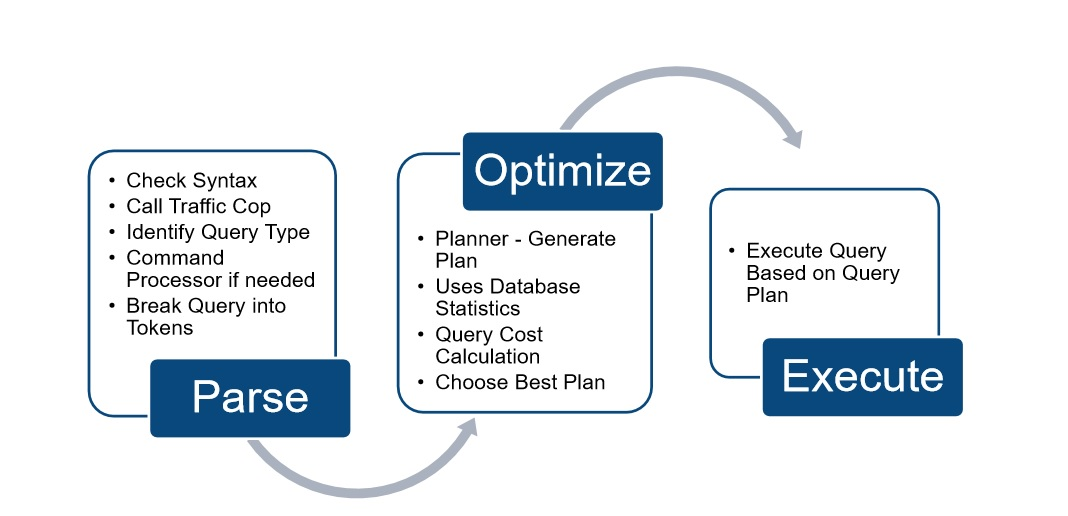 • Check Syntax
• Call Traffic Cop
• Identify Query Type
• Command
Processor if needed
• Break Query into
Tokens
Parse
Optimize
• Planner - Generate
Plan
• Uses Database
Statistics
• Query Cost
Calculation
• Choose Best Plan
• Execute Query
Based on Query
Plan
Execute